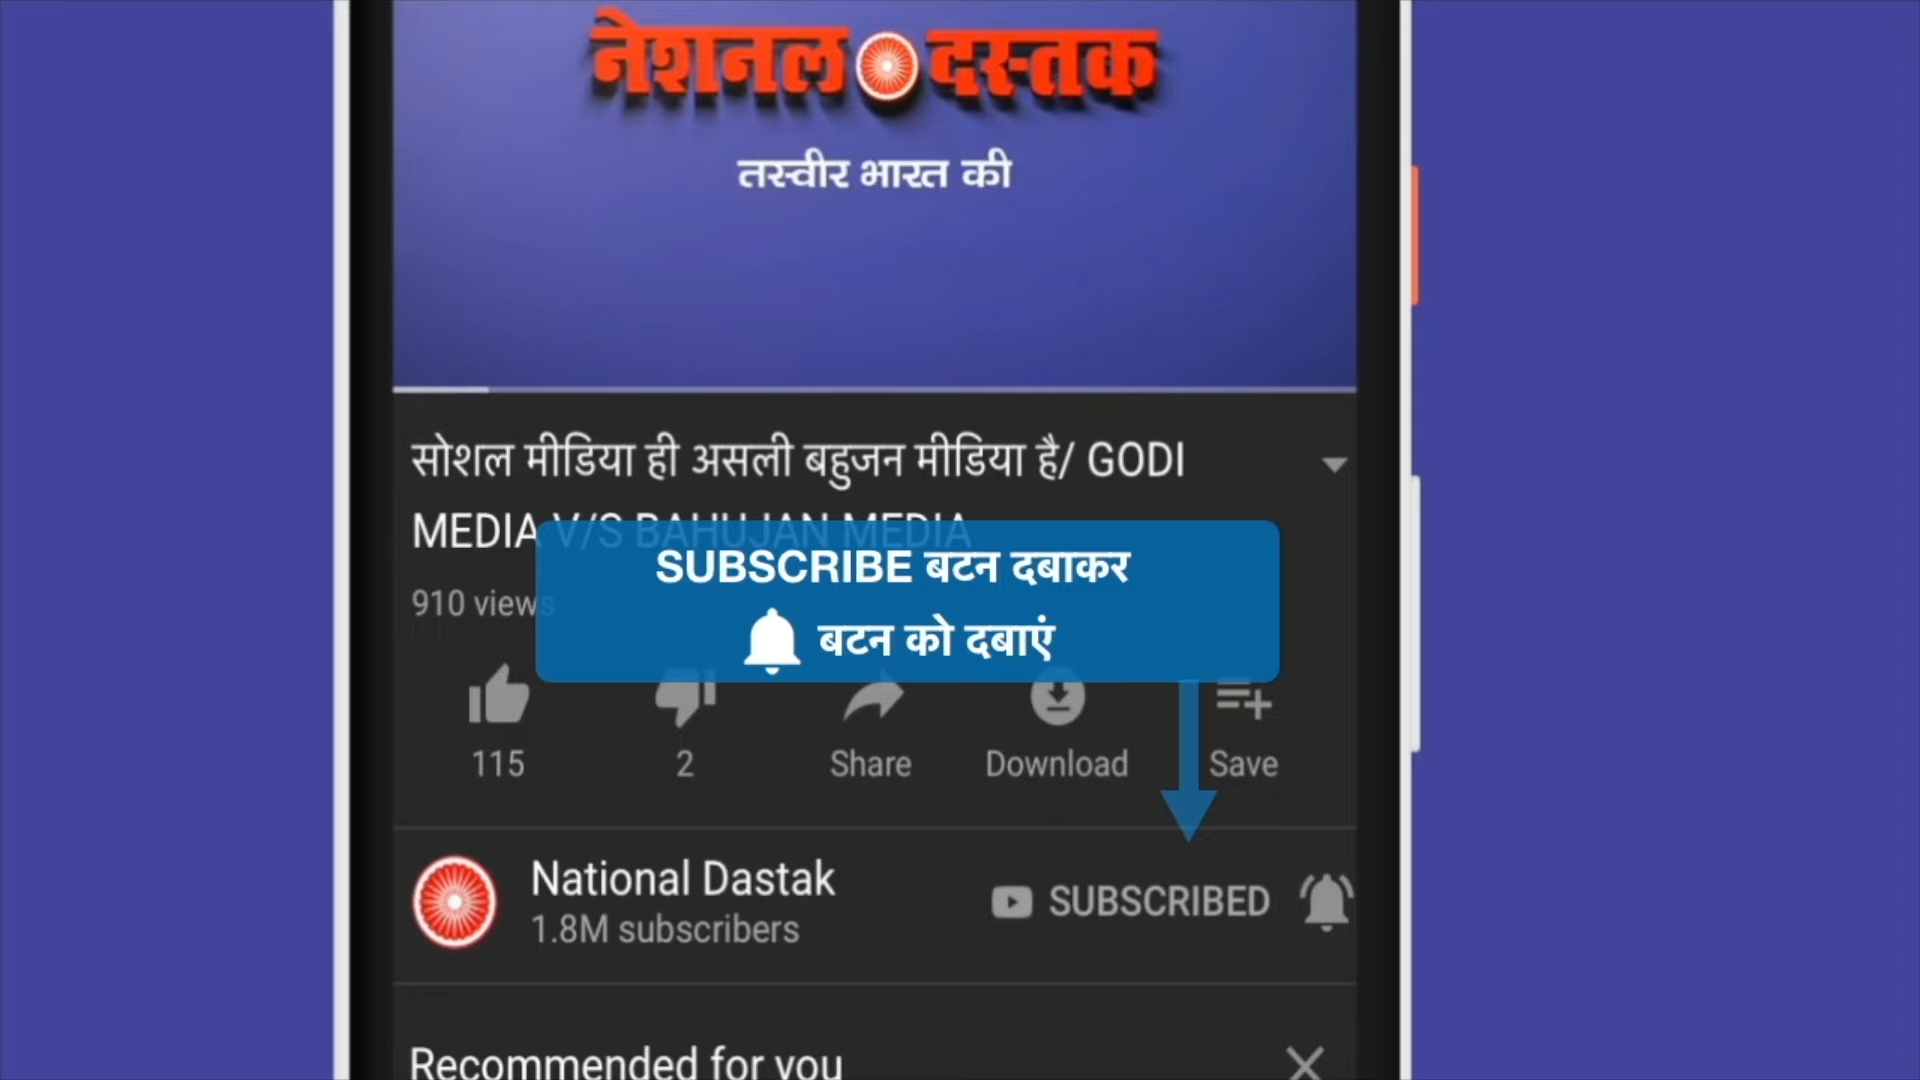 नेशनल दस्तक
तस्वीर भारत की
सोशल मीडिया ही असली बहुजन मीडिया है/ GODI
MEDIA V/S BAHUJAN MEDIA
SUBSCRIBE बटन दबाकर
बटन को दबाएं
910 views
115
2
Share
Download
Save
National Dastak
1.8M subscribers
SUBSCRIBED
Recommended for you